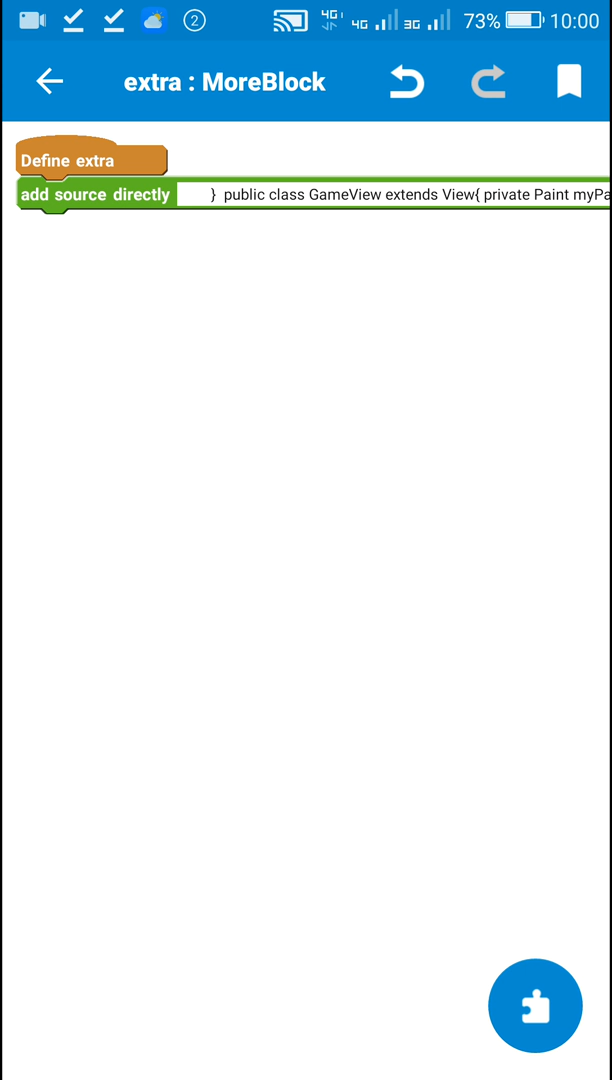 2 4G 4G 3G 73% 10:00
extra : MoreBlock
Define extra
add source directly } public class GameView extends View{ private Paint myPa